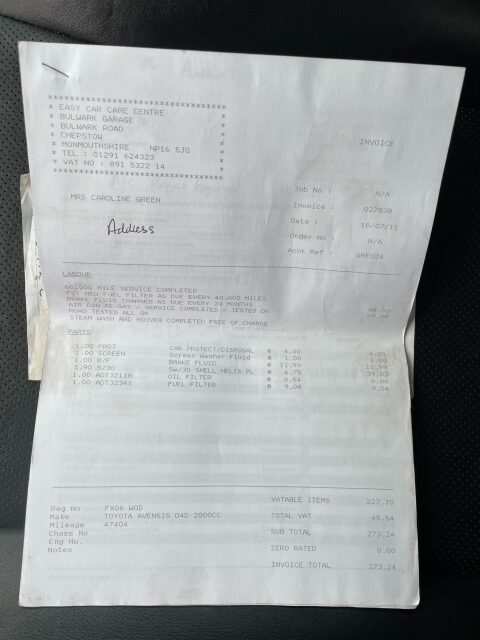 ********************************
* EASY CAR CARE CENTRE *
* BULWARK GARAGE *
* BULWARK ROAD *
* CHEPSTOW *
* MONMOUTHSHIRE NP16 5JG *
* TEL : 01291 624323 *
* VAT NO : 891 5322 14 *
********************************
INVOICE
MRS CAROLINE GREEN
Address
Job No : N/A
Invoice : 027838
Date : 18/07/11
Order No : N/A
Acnt Ref : GRE024
LABOUR
60,000 MILE SERVICE COMPLETED
FIT NEW FUEL FILTER AS DUE EVERY 40,000 MILES
BRAKE FLUID CHANGED AS DUE EVERY 24 MONTHS
AIR CON RE-GAS / SERVICE COMPLETED & TESTED OK
ROAD TESTED ALL OK
STEAM WASH AND HOOVER COMPLETED FREE OF CHARGE
PARTS
1.00 PROT CAR PROTECT/DISPOSAL @ 4.00 4.00
1.00 SCREEN Screen Washer Fluid @ 1.00 1.00
1.00 B/F BRAKE FLUID @ 11.99 11.99
5.90 5/30 5W/30 SHELL HELIX PL @ 6.75 39.83
1.00 ADT32118 OIL FILTER @ 8.84 8.84
1.00 ADT32341 FUEL FILTER @ 9.04 9.04
Reg No FX06 WOD
Make TOYOTA AVENSIS D4D 2000CC
Mileage 47404
Chass No
Eng No.
Notes
VATABLE ITEMS 227.70
TOTAL VAT 45.54
SUB TOTAL 273.24
ZERO RATED 0.00
INVOICE TOTAL 273.24